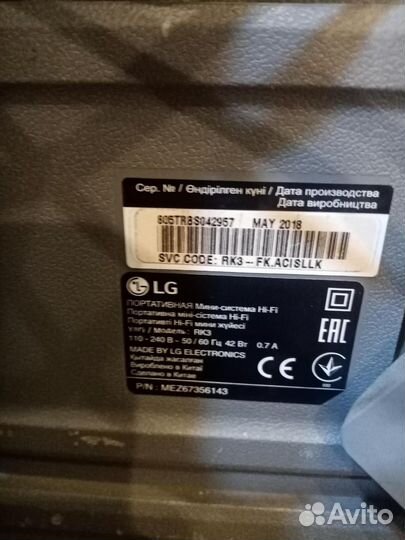 Сер. № / Өндірілген күні / Дата производства
Дата виробництва
805TR8S042957 MAY 2018
SVC CODE: RK3-FK.ACISLLK
LG
ПОРТАТИВНАЯ Мини-система Hi-Fi
Портативна міні-система Hi-Fi
Портативті Hi-Fi мини жүйесі
үлгі / Модель: RK3
110 - 240 В ~ 50 / 60 Гц 42 Вт 0.7 А
MADE BY LG ELECTRONICS
Қытайда жасалған
Вироблено в Китаї
Сделано в Китае
P/N : MEZ67356143
EAC
CE
Avito